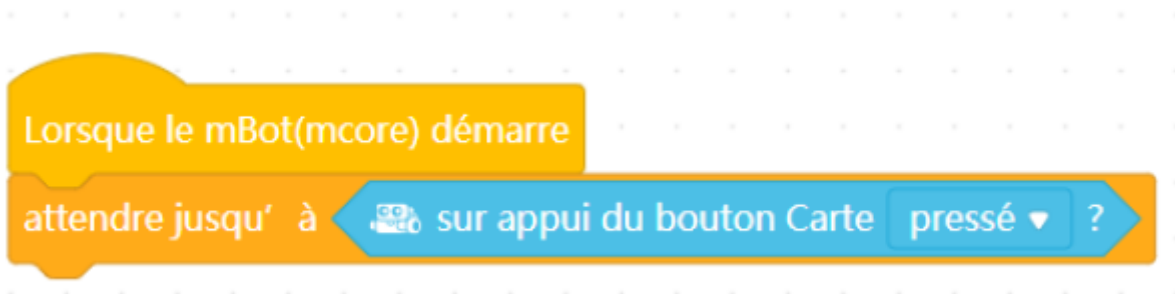 Lorsque le mBot(mcore) démarre
attendre jusqu’ à sur appui du bouton Carte pressé ?